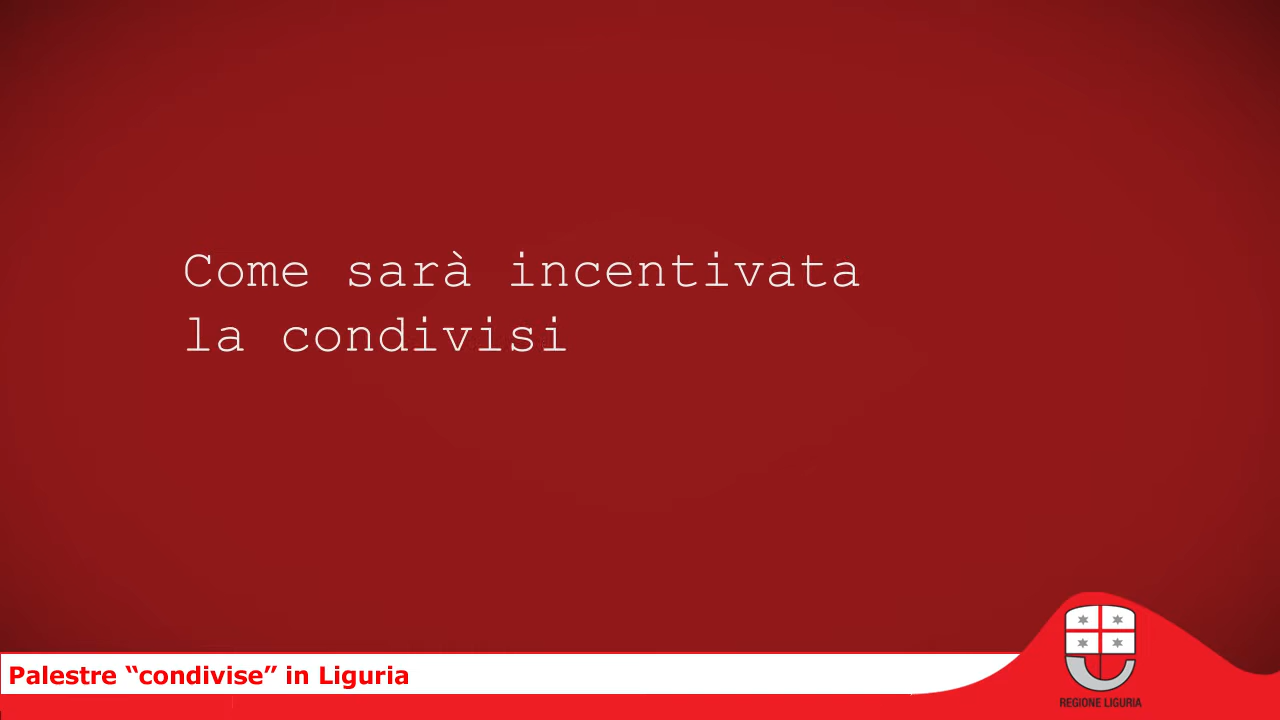 Come sarà incentivata
la condivisi
Palestre “condivise” in Liguria
REGIONE LIGURIA